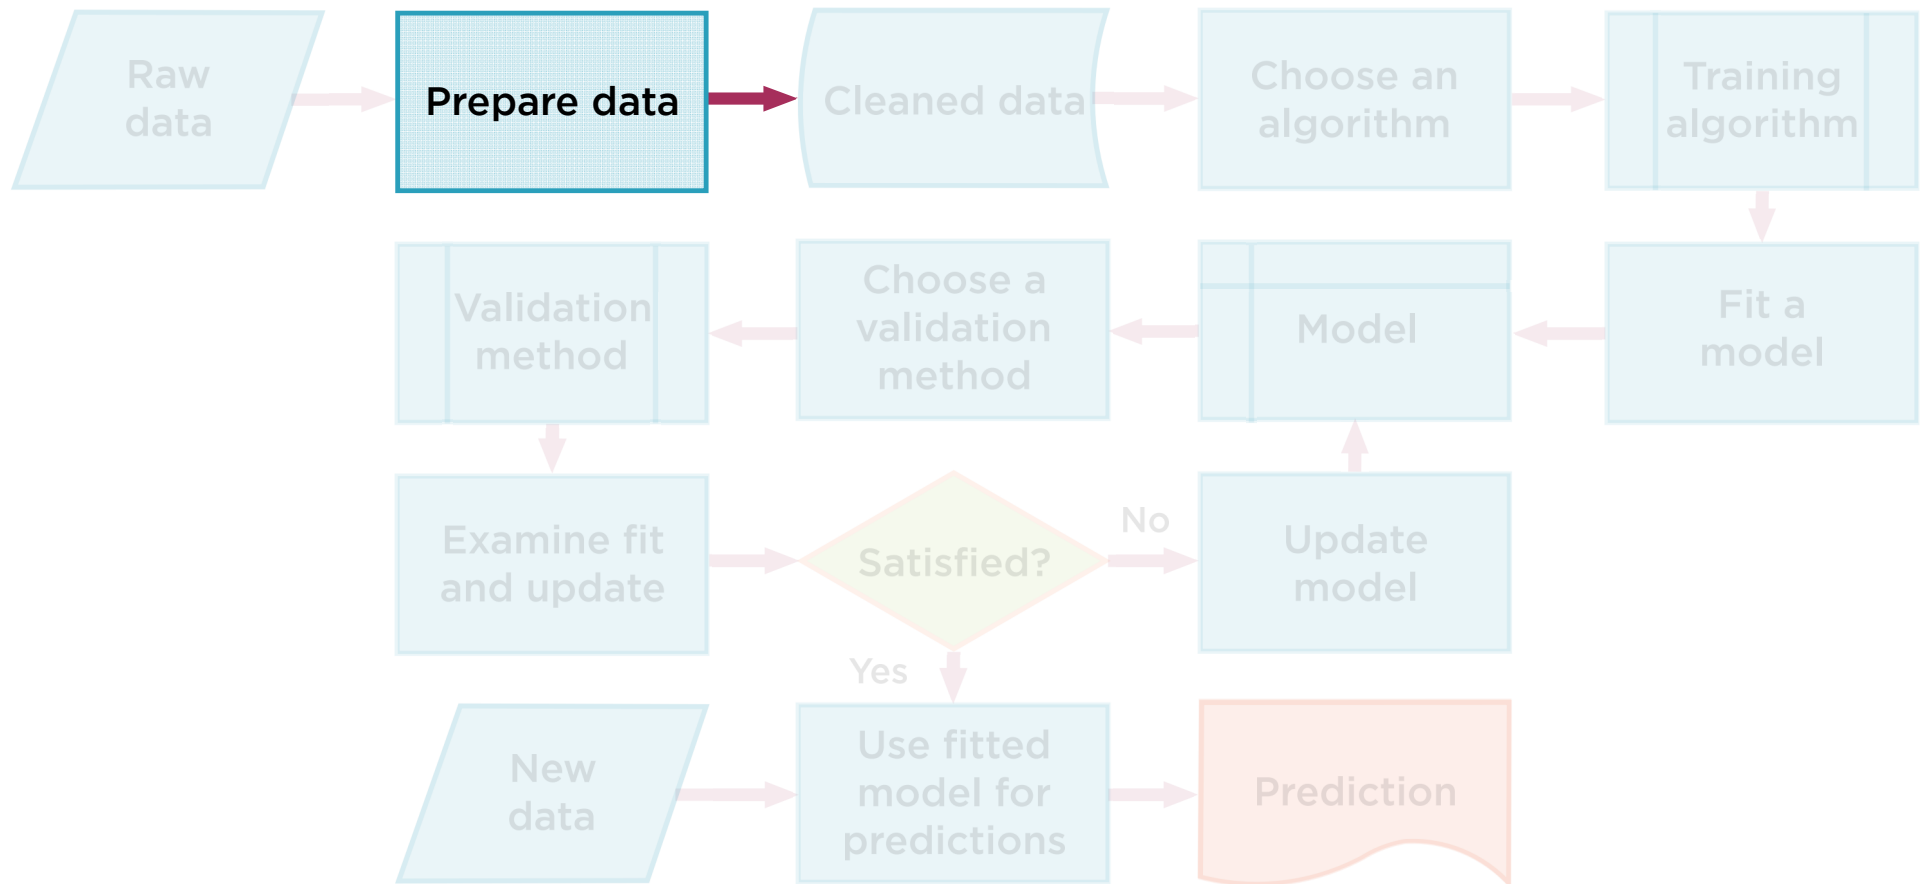 Raw
data
Prepare data
Cleaned data
Choose an
algorithm
Training
algorithm
Validation
method
Choose a
validation
method
Model
Fit a
model
Examine fit
and update
Satisfied?
No
Update
model
Yes
New
data
Use fitted
model for
predictions
Prediction